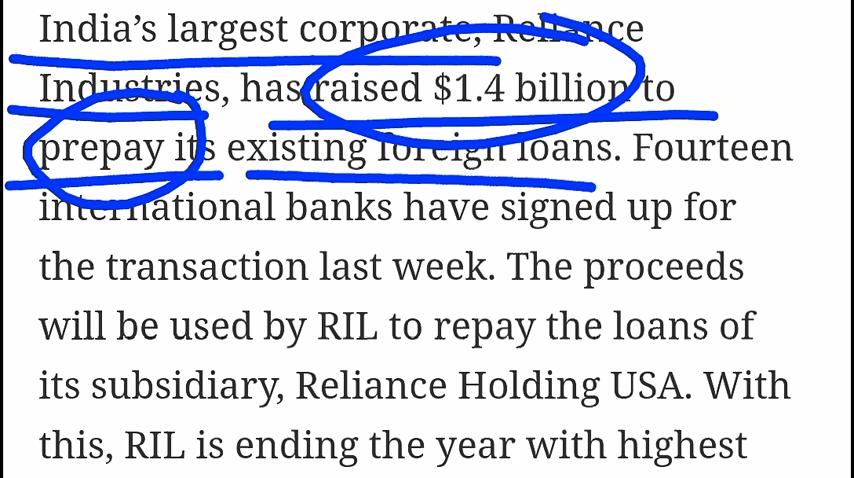 India’s largest corporate, Reliance
Industries, has raised $1.4 billion to
prepay its existing foreign loans. Fourteen
international banks have signed up for
the transaction last week. The proceeds
will be used by RIL to repay the loans of
its subsidiary, Reliance Holding USA. With
this, RIL is ending the year with highest